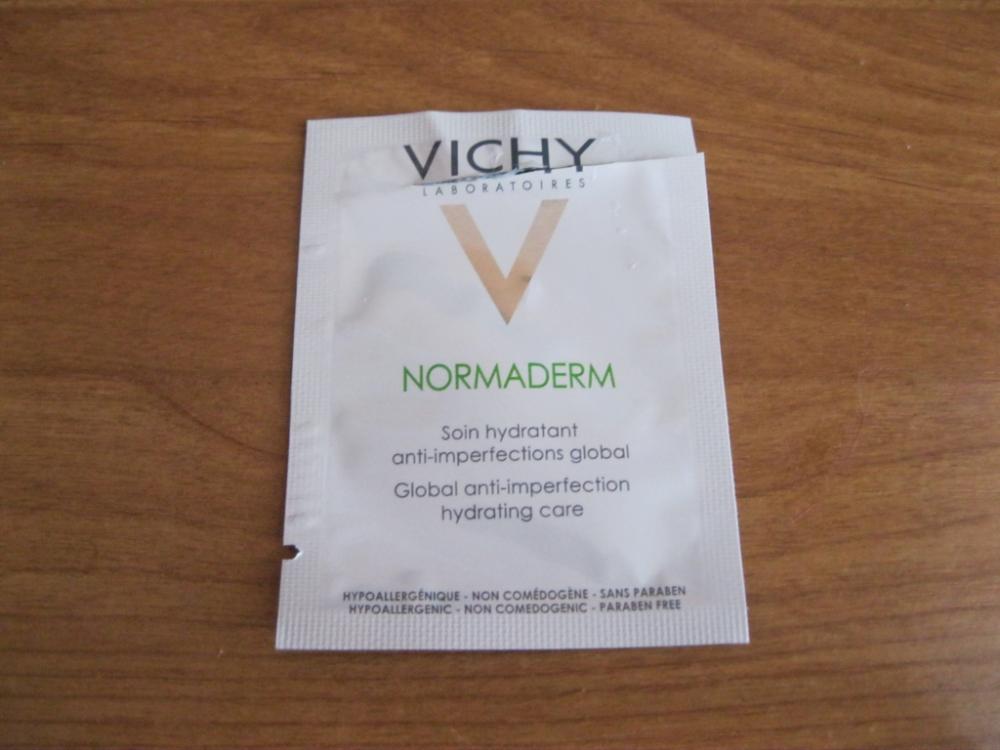 VICHY
LABORATOIRES
NORMADERM
Soin hydratant
anti-imperfections global
Global anti-imperfection
hydrating care
HYPOALLERGÉNIQUE - NON COMÉDOGÈNE - SANS PARABEN
HYPOALLERGENIC - NON COMEDOGENIC - PARABEN FREE